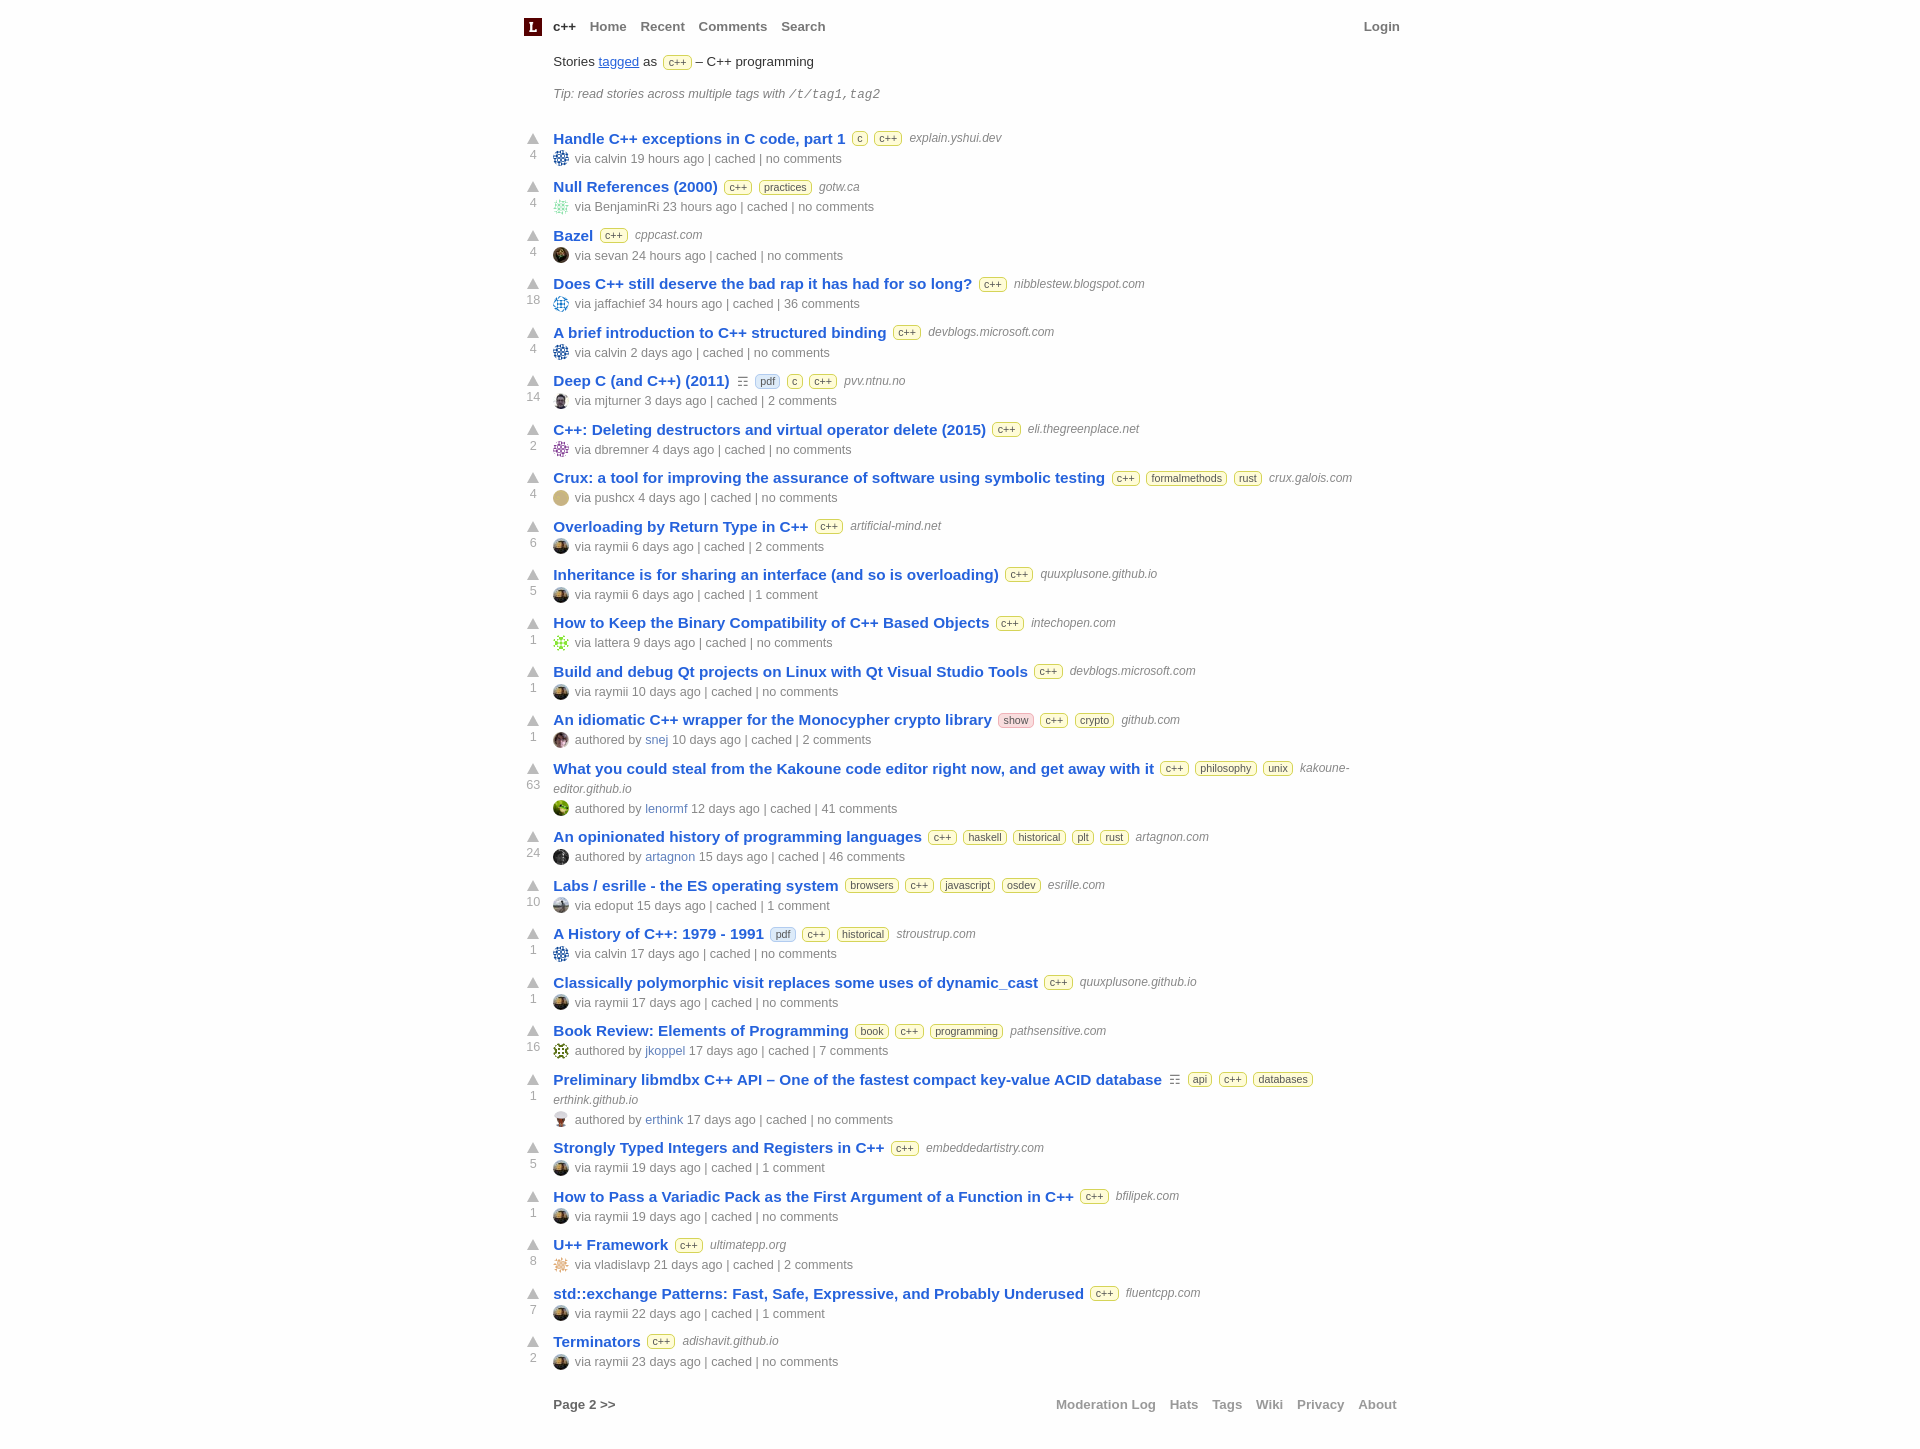 L c++ Home Recent Comments Search Login
Stories tagged as c++ – C++ programming
Tip: read stories across multiple tags with /t/tag1,tag2
Handle C++ exceptions in C code, part 1 c c++ explain.yshui.dev
4 via calvin 19 hours ago | cached | no comments
Null References (2000) c++ practices gotw.ca
4 via BenjaminRi 23 hours ago | cached | no comments
Bazel c++ cppcast.com
4 via sevan 24 hours ago | cached | no comments
Does C++ still deserve the bad rap it has had for so long? c++ nibblestew.blogspot.com
18 via jaffachief 34 hours ago | cached | 36 comments
A brief introduction to C++ structured binding c++ devblogs.microsoft.com
4 via calvin 2 days ago | cached | no comments
Deep C (and C++) (2011) ☶ pdf c c++ pvv.ntnu.no
14 via mjturner 3 days ago | cached | 2 comments
C++: Deleting destructors and virtual operator delete (2015) c++ eli.thegreenplace.net
2 via dbremner 4 days ago | cached | no comments
Crux: a tool for improving the assurance of software using symbolic testing c++ formalmethods rust crux.galois.com
4 via pushcx 4 days ago | cached | no comments
Overloading by Return Type in C++ c++ artificial-mind.net
6 via raymii 6 days ago | cached | 2 comments
Inheritance is for sharing an interface (and so is overloading) c++ quuxplusone.github.io
5 via raymii 6 days ago | cached | 1 comment
How to Keep the Binary Compatibility of C++ Based Objects c++ intechopen.com
1 via lattera 9 days ago | cached | no comments
Build and debug Qt projects on Linux with Qt Visual Studio Tools c++ devblogs.microsoft.com
1 via raymii 10 days ago | cached | no comments
An idiomatic C++ wrapper for the Monocypher crypto library show c++ crypto github.com
1 authored by snej 10 days ago | cached | 2 comments
What you could steal from the Kakoune code editor right now, and get away with it c++ philosophy unix kakoune-
63 editor.github.io
authored by lenormf 12 days ago | cached | 41 comments
An opinionated history of programming languages c++ haskell historical plt rust artagnon.com
24 authored by artagnon 15 days ago | cached | 46 comments
Labs / esrille - the ES operating system browsers c++ javascript osdev esrille.com
10 via edoput 15 days ago | cached | 1 comment
A History of C++: 1979 - 1991 pdf c++ historical stroustrup.com
1 via calvin 17 days ago | cached | no comments
Classically polymorphic visit replaces some uses of dynamic_cast c++ quuxplusone.github.io
1 via raymii 17 days ago | cached | no comments
Book Review: Elements of Programming book c++ programming pathsensitive.com
16 authored by jkoppel 17 days ago | cached | 7 comments
Preliminary libmdbx C++ API – One of the fastest compact key-value ACID database ☶ api c++ databases
1 erthink.github.io
authored by erthink 17 days ago | cached | no comments
Strongly Typed Integers and Registers in C++ c++ embeddedartistry.com
5 via raymii 19 days ago | cached | 1 comment
How to Pass a Variadic Pack as the First Argument of a Function in C++ c++ bfilipek.com
1 via raymii 19 days ago | cached | no comments
U++ Framework c++ ultimatepp.org
8 via vladislavp 21 days ago | cached | 2 comments
std::exchange Patterns: Fast, Safe, Expressive, and Probably Underused c++ fluentcpp.com
7 via raymii 22 days ago | cached | 1 comment
Terminators c++ adishavit.github.io
2 via raymii 23 days ago | cached | no comments
Page 2 >> Moderation Log Hats Tags Wiki Privacy About